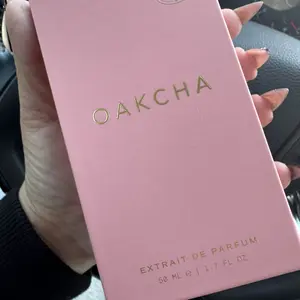 OAKCHA
EXTRAIT DE PARFUM
50 ML ℮ | 1.7 FL OZ